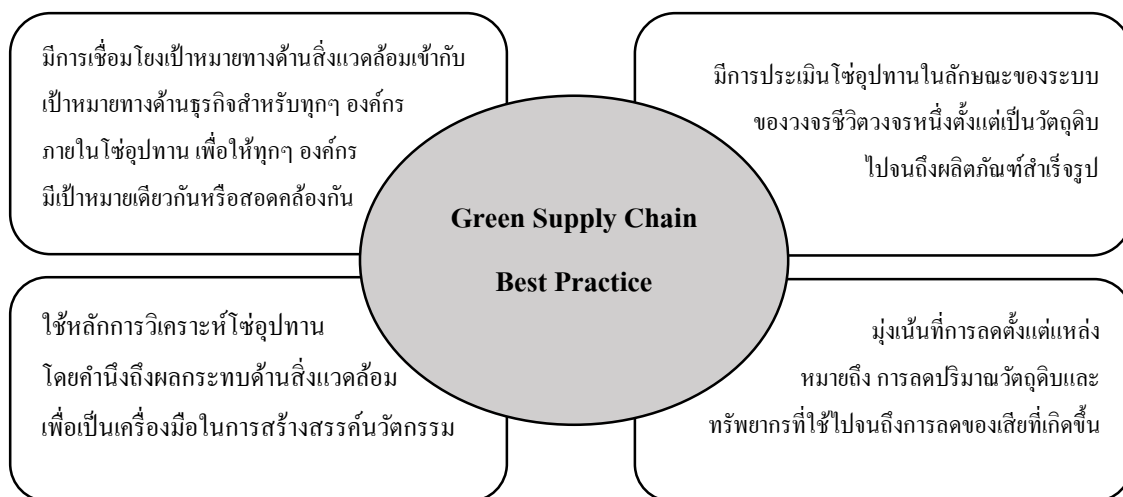 มีการเชื่อมโยงเป้าหมายทางด้านสิ่งแวดล้อมเข้ากับ
เป้าหมายทางด้านธุรกิจสำหรับทุกๆ องค์กร
ภายในโซ่อุปทาน เพื่อให้ทุกๆ องค์กร
มีเป้าหมายเดียวกันหรือสอดคล้องกัน
มีการประเมินโซ่อุปทานในลักษณะของระบบ
ของวงจรชีวิตวงจรหนึ่งตั้งแต่เป็นวัตถุดิบ
ไปจนถึงผลิตภัณฑ์สำเร็จรูป
Green Supply Chain
Best Practice
ใช้หลักการวิเคราะห์โซ่อุปทาน
โดยคำนึงถึงผลกระทบด้านสิ่งแวดล้อม
เพื่อเป็นเครื่องมือในการสร้างสรรค์นวัตกรรม
มุ่งเน้นที่การลดตั้งแต่แหล่ง
หมายถึง การลดปริมาณวัตถุดิบและ
ทรัพยากรที่ใช้ไปจนถึงการลดของเสียที่เกิดขึ้น